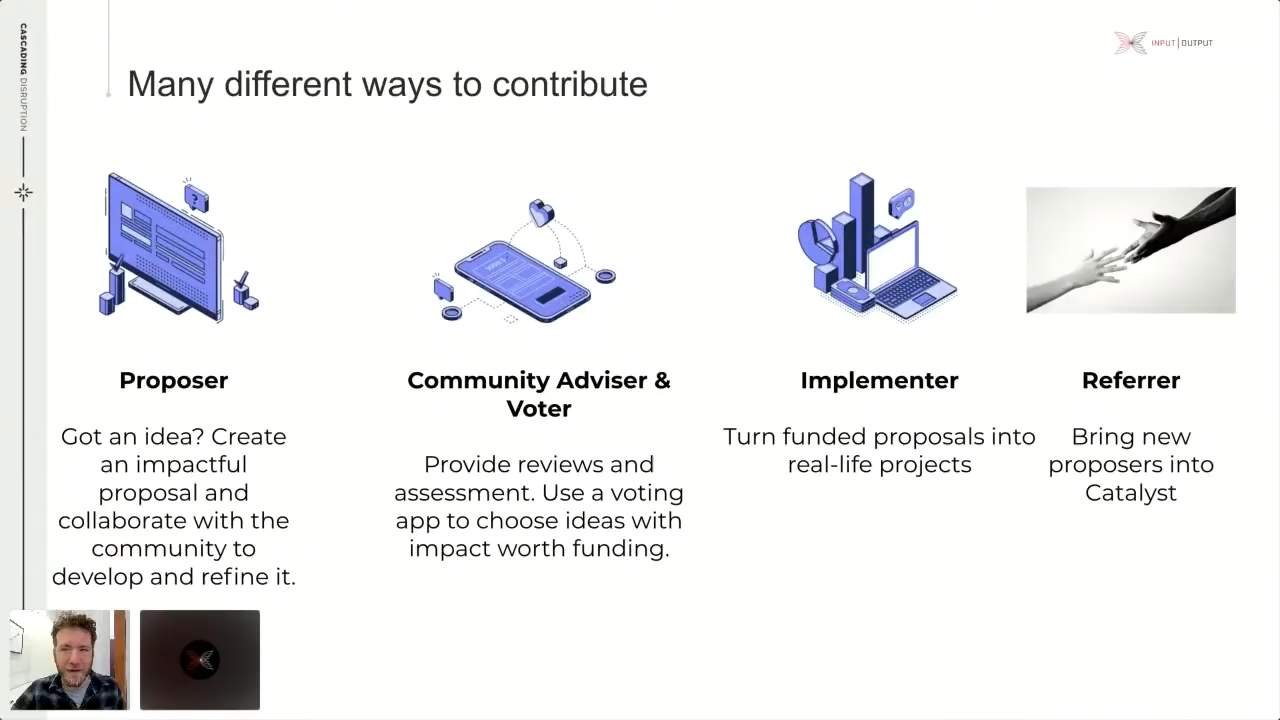 CASCADING DISRUPTION
INPUT | OUTPUT
Many different ways to contribute
?
Proposer
Got an idea? Create
an impactful
proposal and
collaborate with the
community to
develop and refine it.
Community Adviser &
Voter
Provide reviews and
assessment. Use a voting
app to choose ideas with
impact worth funding.
Implementer
Turn funded proposals into
real-life projects
Referrer
Bring new
proposers into
Catalyst